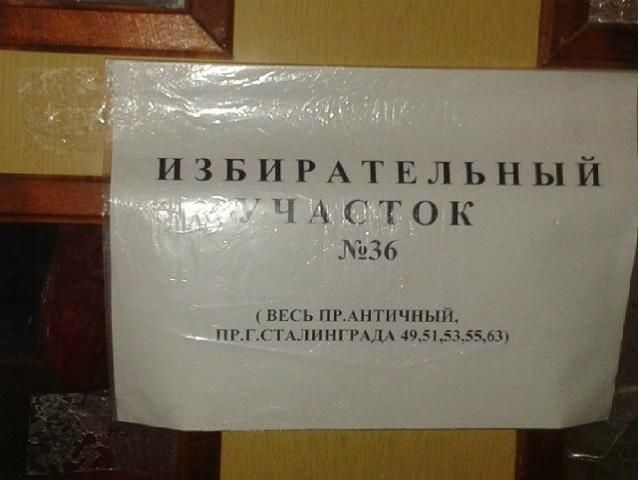 ИЗБИРАТЕЛЬНЫЙ
УЧАСТОК
№36
( ВЕСЬ ПР.АНТИЧНЫЙ,
ПР.Г.СТАЛИНГРАДА 49,51,53,55,63)